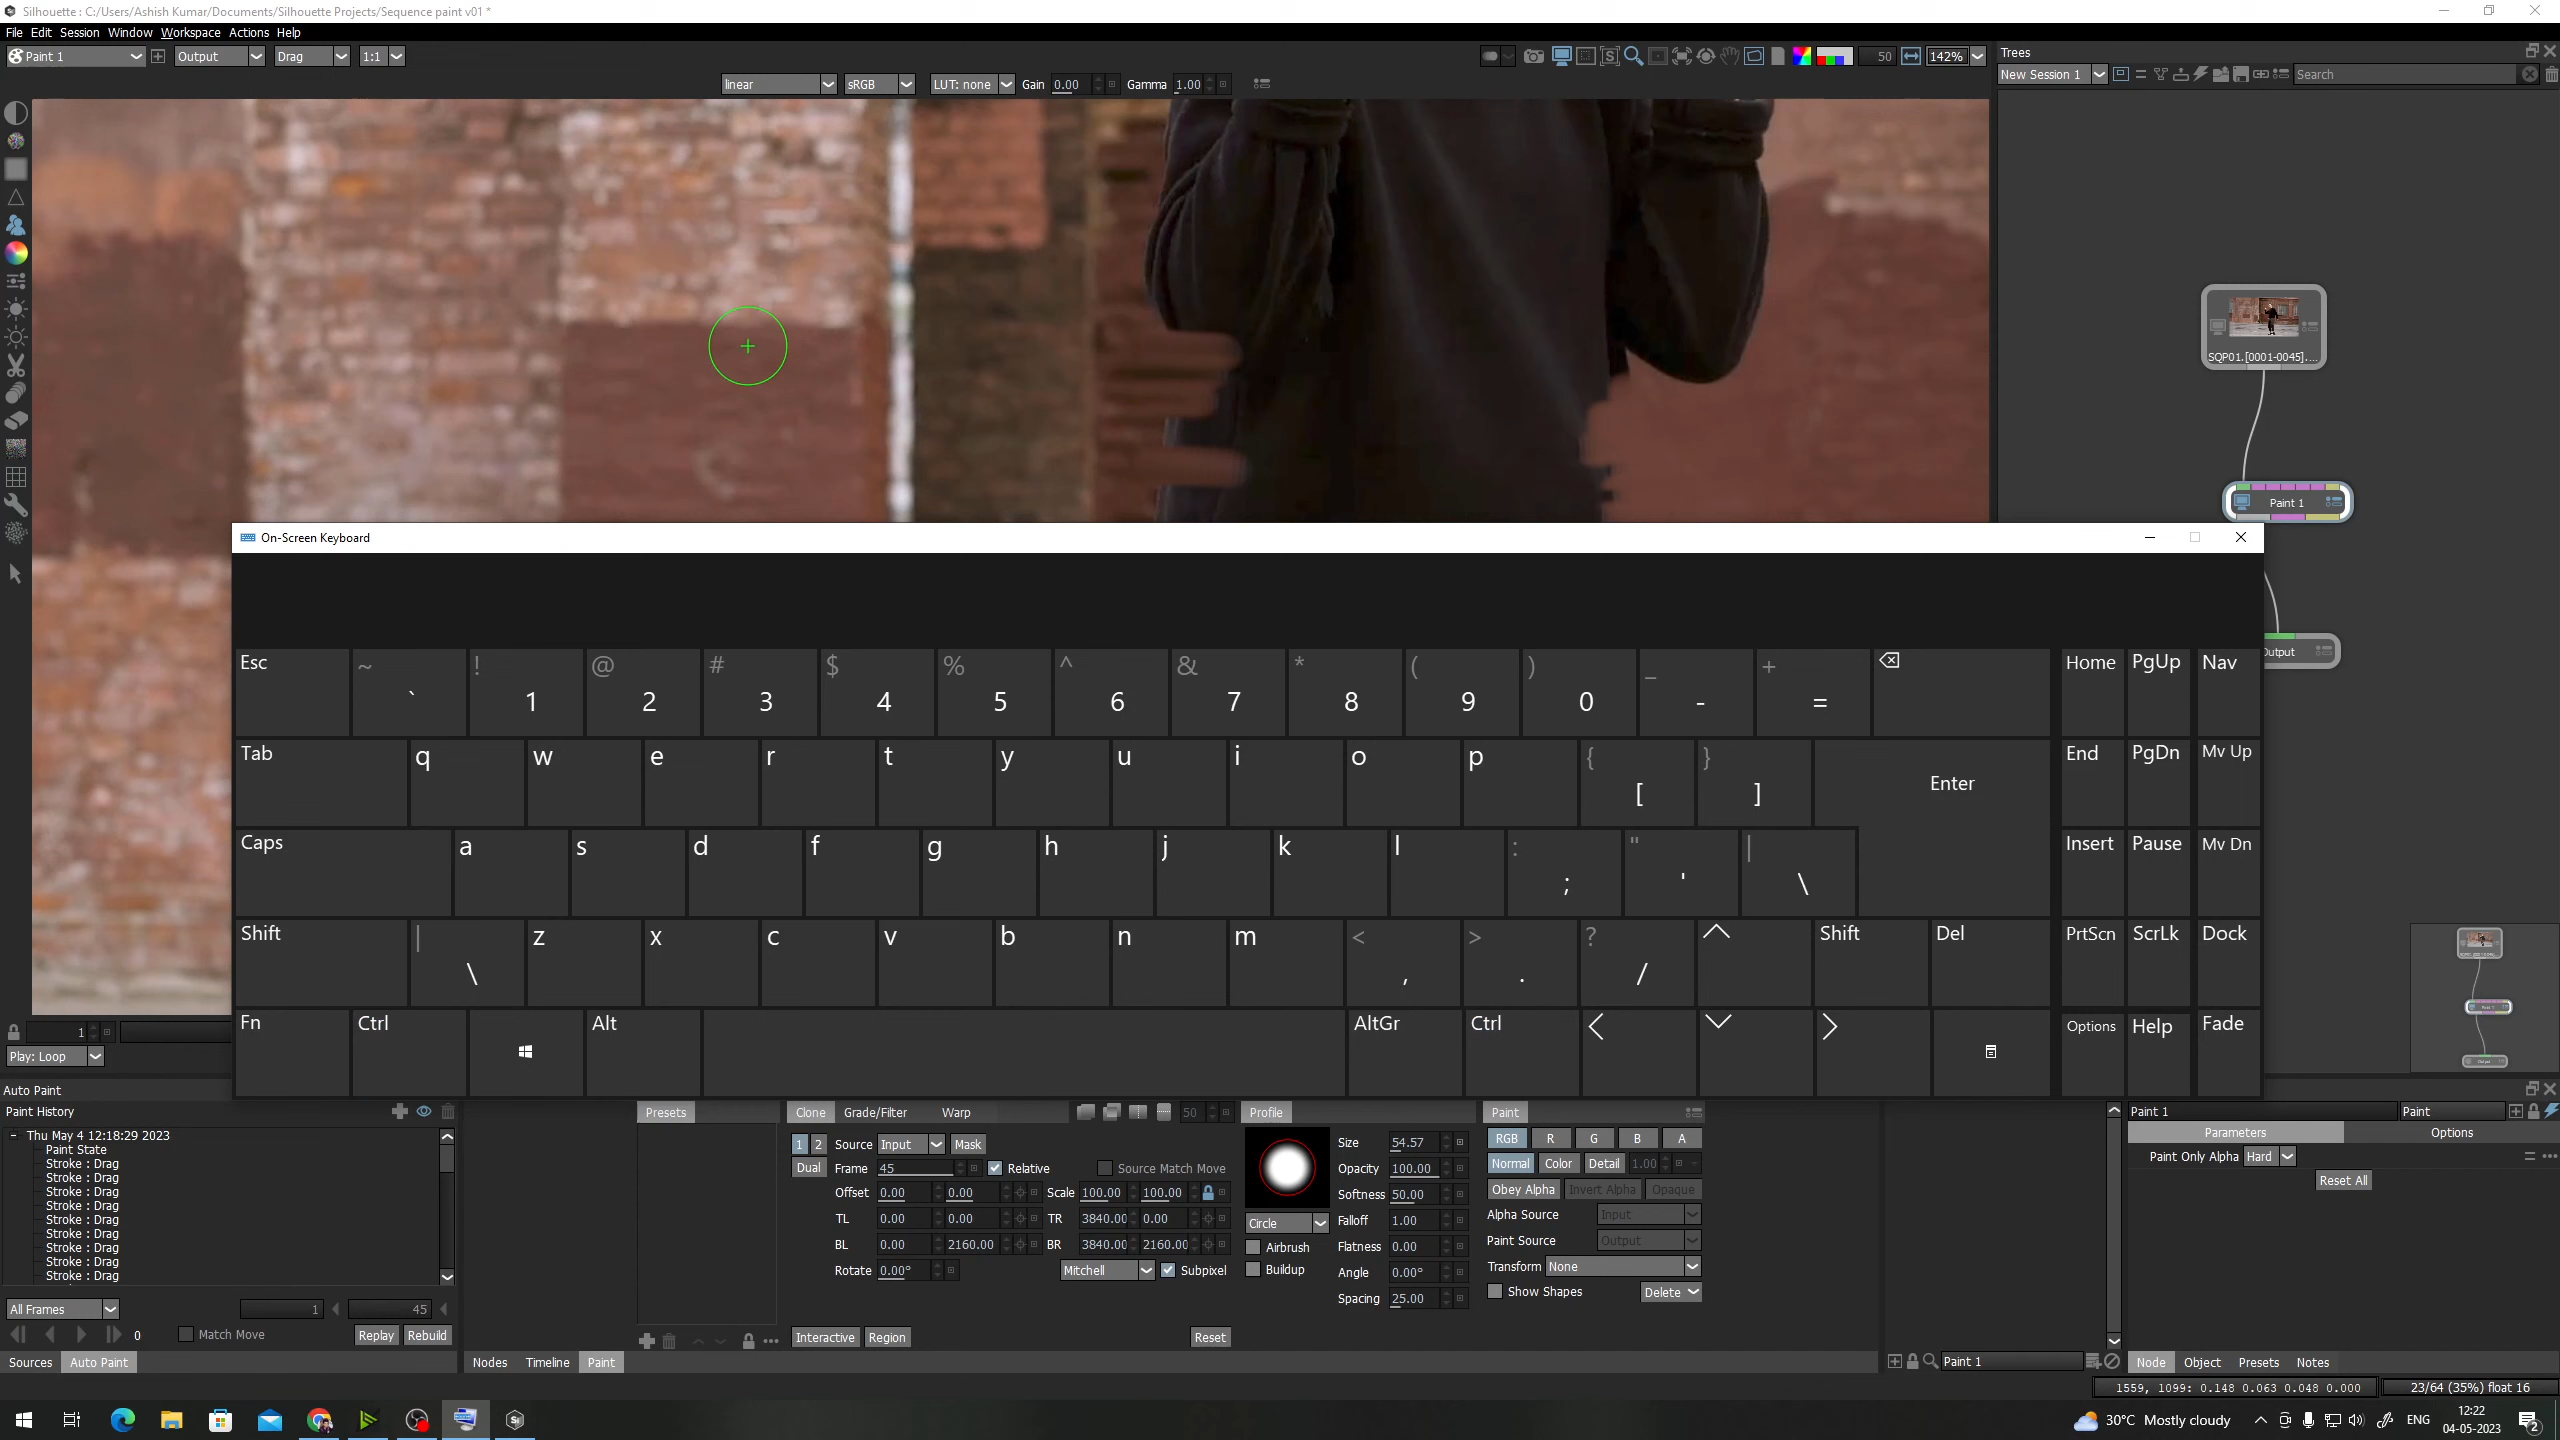 Silhouette : C:/Users/Ashish Kumar/Documents/Silhouette Projects/Sequence paint v01 *
File Edit Session Window Workspace Actions Help
Paint 1 Output Drag 1:1 50 142%
linear sRGB LUT: none Gain 0.00 Gamma 1.00
Trees
New Session 1 Search
SQP01.[0001-0045]....
Paint 1
Output
On-Screen Keyboard
Esc ~ ` ! 1 @ 2 # 3 $ 4 % 5 ^ 6 & 7 * 8 ( 9 ) 0 _ - + = Home PgUp Nav
Tab q w e r t y u i o p { [ } ] Enter End PgDn Mv Up
Caps a s d f g h j k l : ; " ' | \ Insert Pause Mv Dn
Shift | \ z x c v b n m < , > . ? / Shift Del PrtScn ScrLk Dock
Fn Ctrl Alt AltGr Ctrl Options Help Fade
1
Play: Loop
Auto Paint
Paint History
Thu May 4 12:18:29 2023
Paint State
Stroke : Drag
Stroke : Drag
Stroke : Drag
Stroke : Drag
Stroke : Drag
Stroke : Drag
Stroke : Drag
Stroke : Drag
Stroke : Drag
All Frames 1 45
0 Match Move Replay Rebuild
Sources Auto Paint
Presets
Clone Grade/Filter Warp 50
1 2 Source Input Mask
Dual Frame 45 Relative Source Match Move
Offset 0.00 0.00 Scale 100.00 100.00
TL 0.00 0.00 TR 3840.00 0.00
BL 0.00 2160.00 BR 3840.00 2160.00
Rotate 0.00° Mitchell Subpixel
Interactive Region Reset
Nodes Timeline Paint
Profile
Circle
Airbrush
Buildup
Size 54.57
Opacity 100.00
Softness 50.00
Falloff 1.00
Flatness 0.00
Angle 0.00°
Spacing 25.00
Paint
RGB R G B A
Normal Color Detail 1.00
Obey Alpha Invert Alpha Opaque
Alpha Source Input
Paint Source Output
Transform None
Show Shapes Delete
Paint 1
Paint 1 Paint
Parameters Options
Paint Only Alpha Hard
Reset All
Node Object Presets Notes
1559, 1099: 0.148 0.063 0.048 0.000 23/64 (35%) float 16
30°C Mostly cloudy ENG 12:22
04-05-2023
2